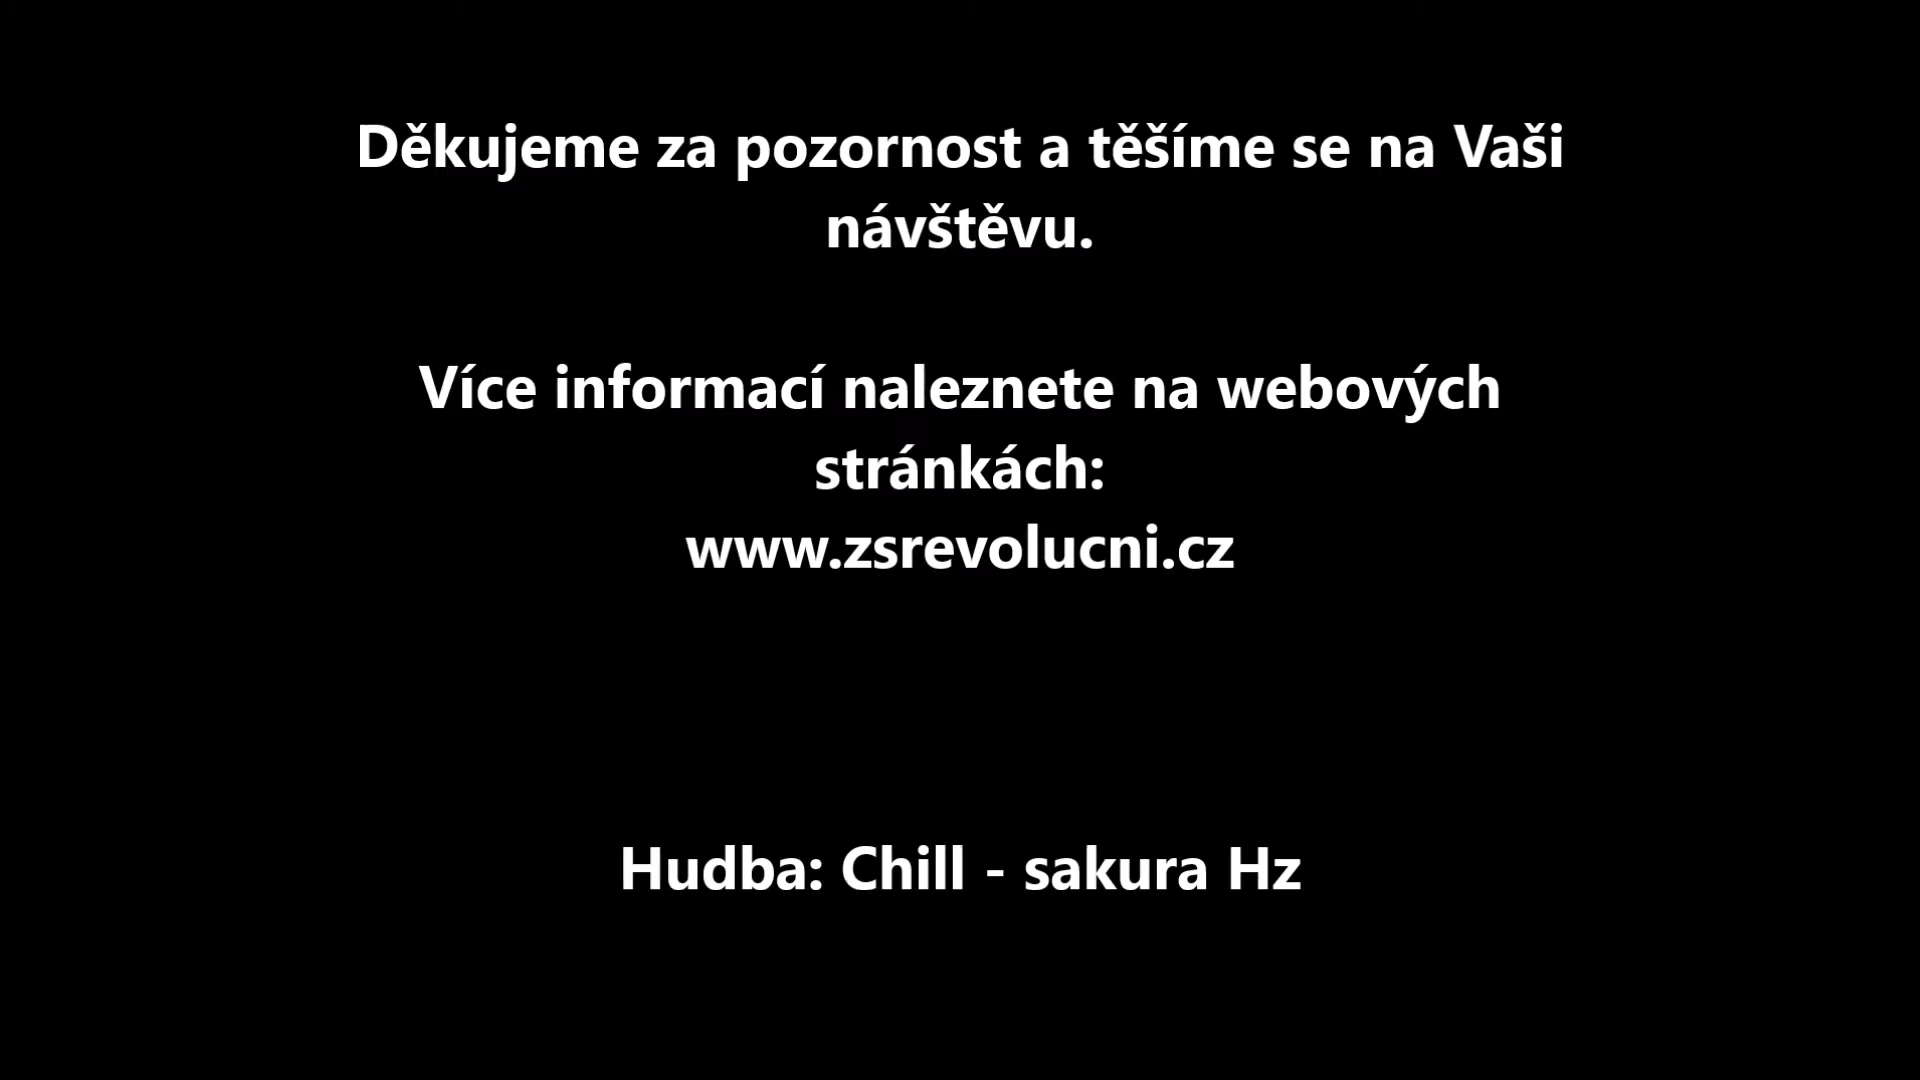 Děkujeme za pozornost a těšíme se na Vaši
návštěvu.
Více informací naleznete na webových
stránkách:
www.zsrevolucni.cz
Hudba: Chill - sakura Hz